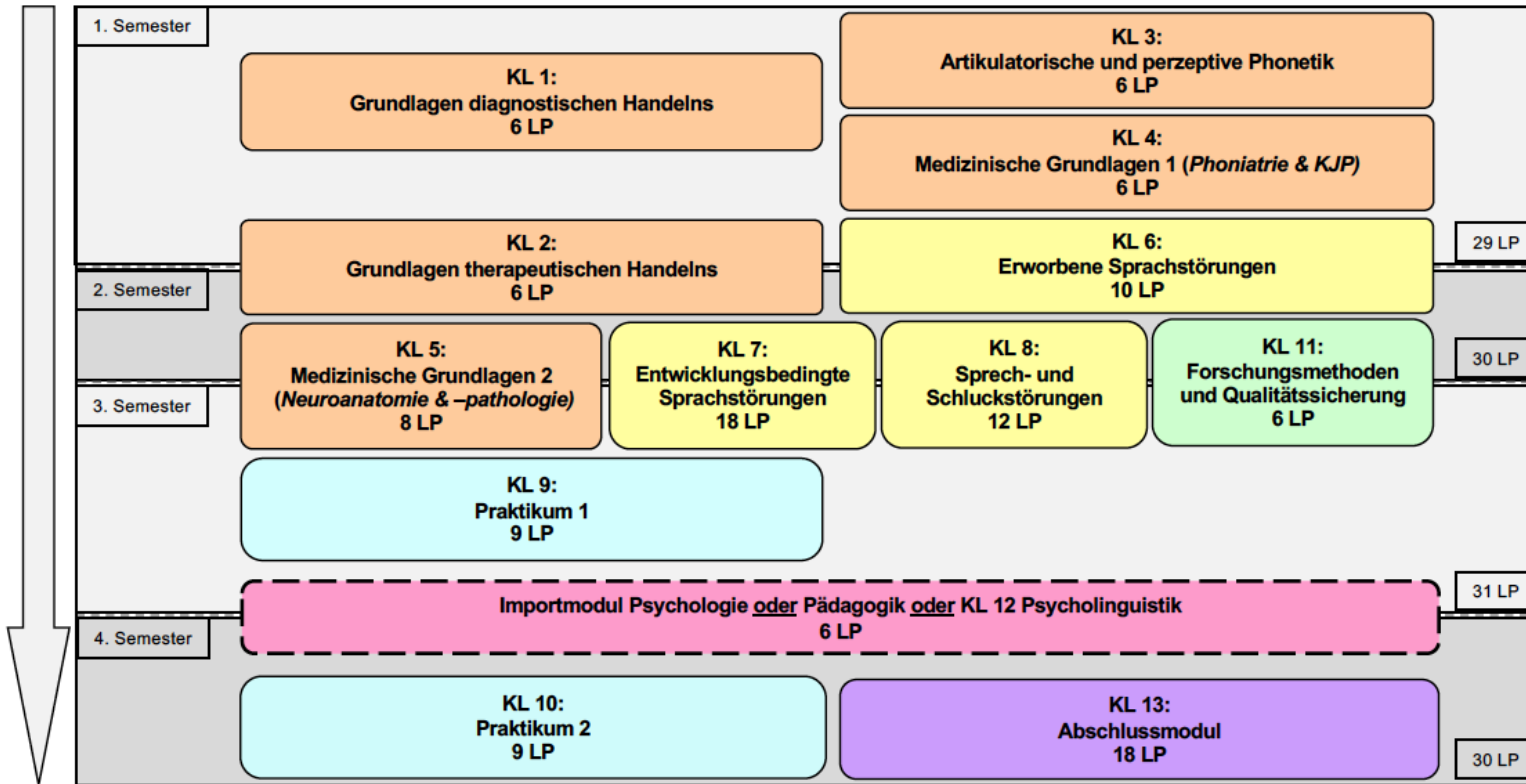 1. Semester
KL 1:
Grundlagen diagnostischen Handelns
6 LP
KL 3:
Artikulatorische und perzeptive Phonetik
6 LP
KL 4:
Medizinische Grundlagen 1 (Phoniatrie & KJP)
6 LP
KL 2:
Grundlagen therapeutischen Handelns
6 LP
KL 6:
Erworbene Sprachstörungen
10 LP
29 LP
2. Semester
KL 5:
Medizinische Grundlagen 2
(Neuroanatomie & –pathologie)
8 LP
KL 7:
Entwicklungsbedingte
Sprachstörungen
18 LP
KL 8:
Sprech- und
Schluckstörungen
12 LP
KL 11:
Forschungsmethoden
und Qualitätssicherung
6 LP
30 LP
3. Semester
KL 9:
Praktikum 1
9 LP
Importmodul Psychologie oder Pädagogik oder KL 12 Psycholinguistik
6 LP
31 LP
4. Semester
KL 10:
Praktikum 2
9 LP
KL 13:
Abschlussmodul
18 LP
30 LP